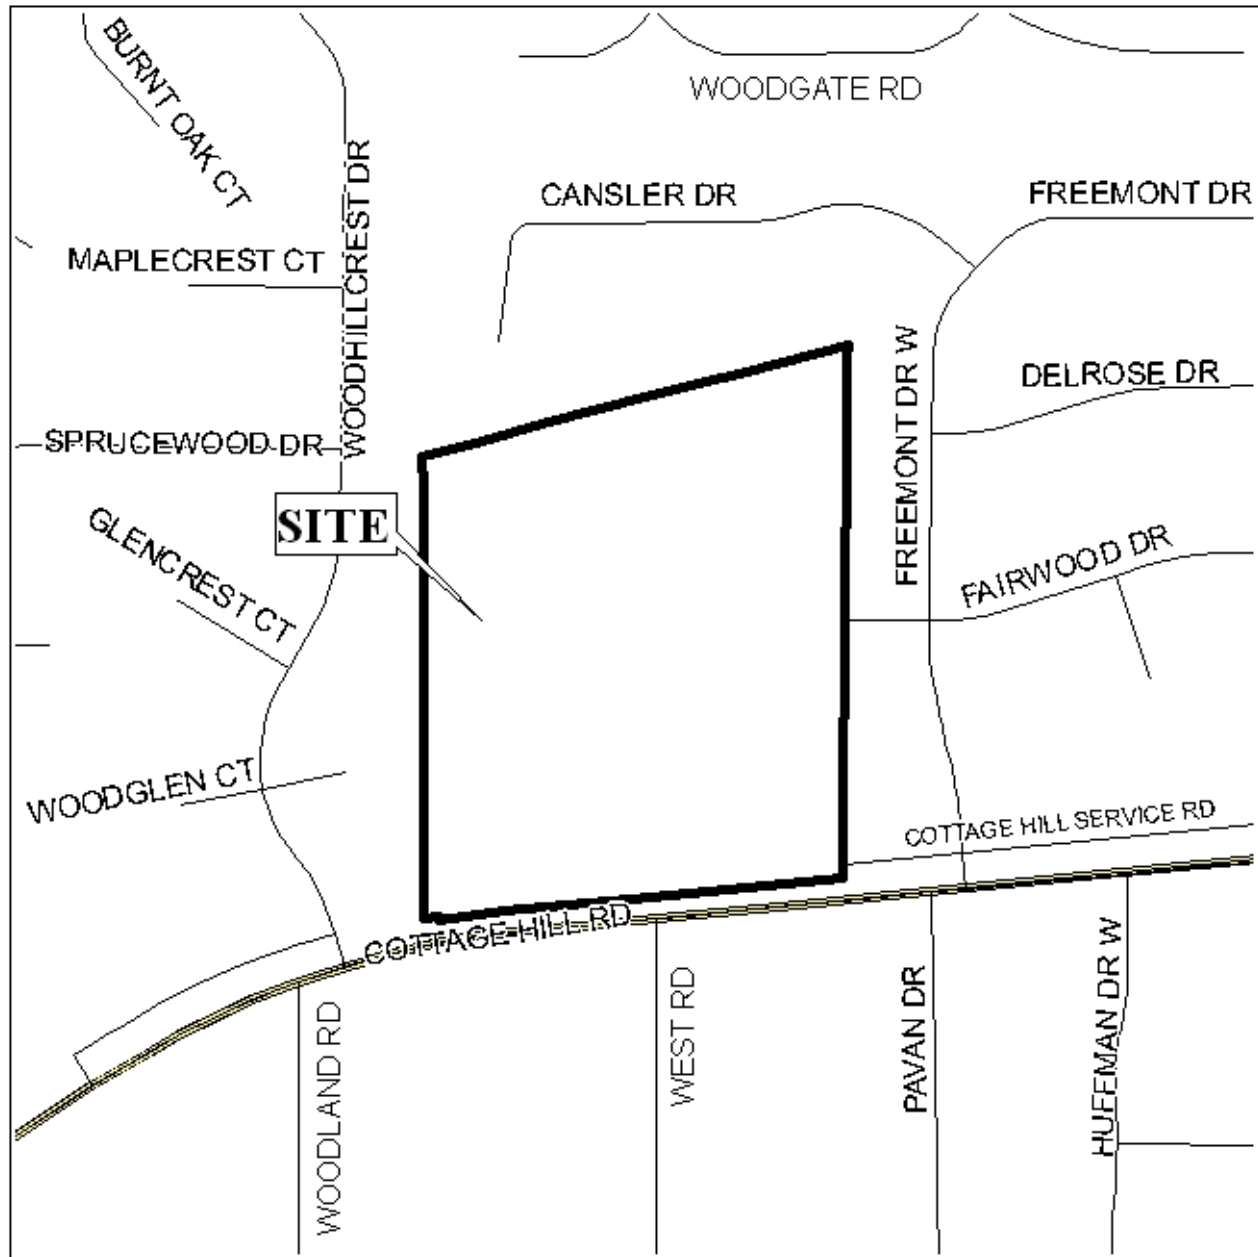 BURNT OAK CT
WOODGATE RD
WOODHILLCREST DR
CANSLER DR
FREEMONT DR
MAPLECREST CT
FREEMONT DR W
DELROSE DR
SPRUCEWOOD DR
SITE
GLENCREST CT
FAIRWOOD DR
WOODGLEN CT
COTTAGE HILL SERVICE RD
COTTAGE HILL RD
WOODLAND RD
WEST RD
PAVAN DR
HUFFMAN DR W